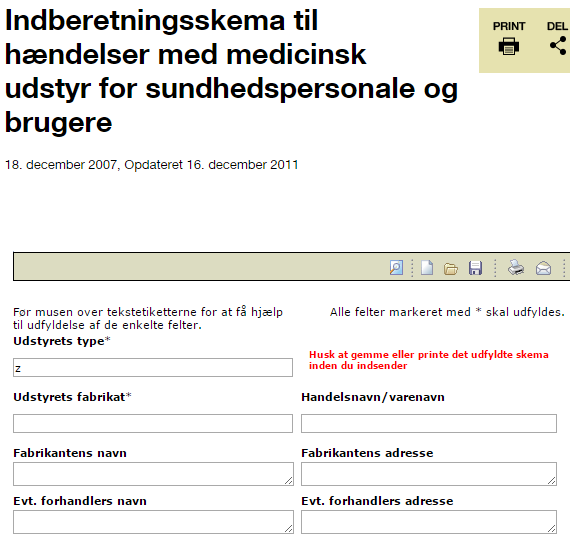 Indberetningsskema til
hændelser med medicinsk
udstyr for sundhedspersonale og
brugere
PRINT
DEL
18. december 2007, Opdateret 16. december 2011
Før musen over tekstetiketterne for at få hjælp
til udfyldelse af de enkelte felter.
Alle felter markeret med * skal udfyldes.
Udstyrets type*
z
Husk at gemme eller printe det udfyldte skema
inden du indsender
Udstyrets fabrikat*
Handelsnavn/varenavn
Fabrikantens navn
Fabrikantens adresse
Evt. forhandlers navn
Evt. forhandlers adresse